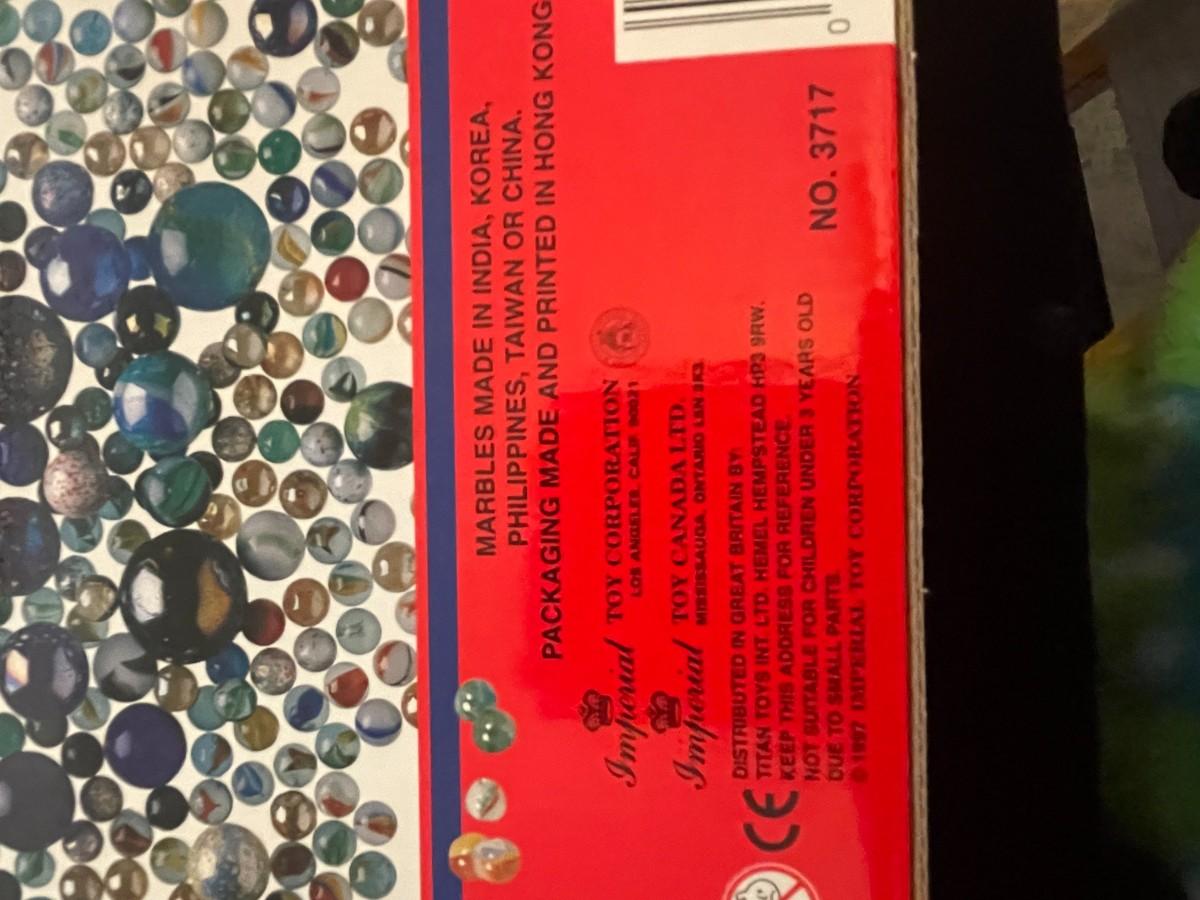 MARBLES MADE IN INDIA, KOREA,
PHILIPPINES, TAIWAN OR CHINA.
PACKAGING MADE AND PRINTED IN HONG KONG
Imperial TOY CORPORATION
LOS ANGELES, CALIF 90021
Imperial TOY CANADA LTD.
MISSISSAUGA, ONTARIO
DISTRIBUTED IN GREAT BRITAIN BY:
TITAN TOYS INT LTD. HEMEL HEMPSTEAD HP3 9RW.
KEEP THIS ADDRESS FOR REFERENCE.
NOT SUITABLE FOR CHILDREN UNDER 3 YEARS OLD
DUE TO SMALL PARTS.
© 1997 IMPERIAL TOY CORPORATION
CE
NO. 3717
0